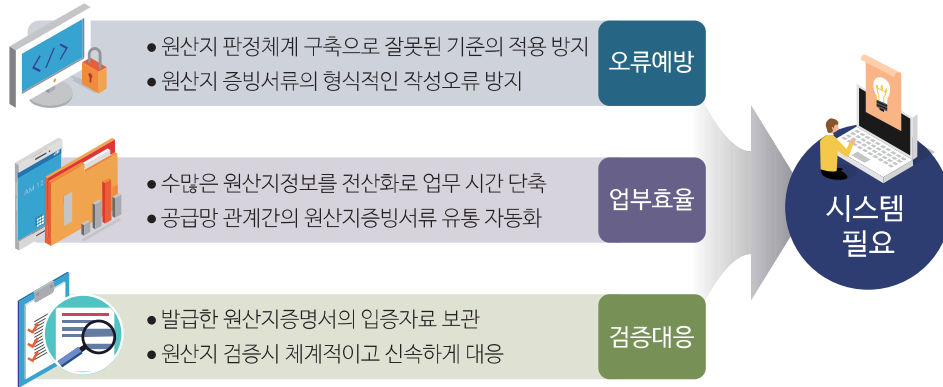 • 원산지 판정체계 구축으로 잘못된 기준의 적용 방지
• 원산지 증빙서류의 형식적인 작성오류 방지
오류예방
• 수많은 원산지정보를 전산화로 업무 시간 단축
• 공급망 관계간의 원산지증빙서류 유통 자동화
업부효율
• 발급한 원산지증명서의 입증자료 보관
• 원산지 검증시 체계적이고 신속하게 대응
검증대응
시스템
필요